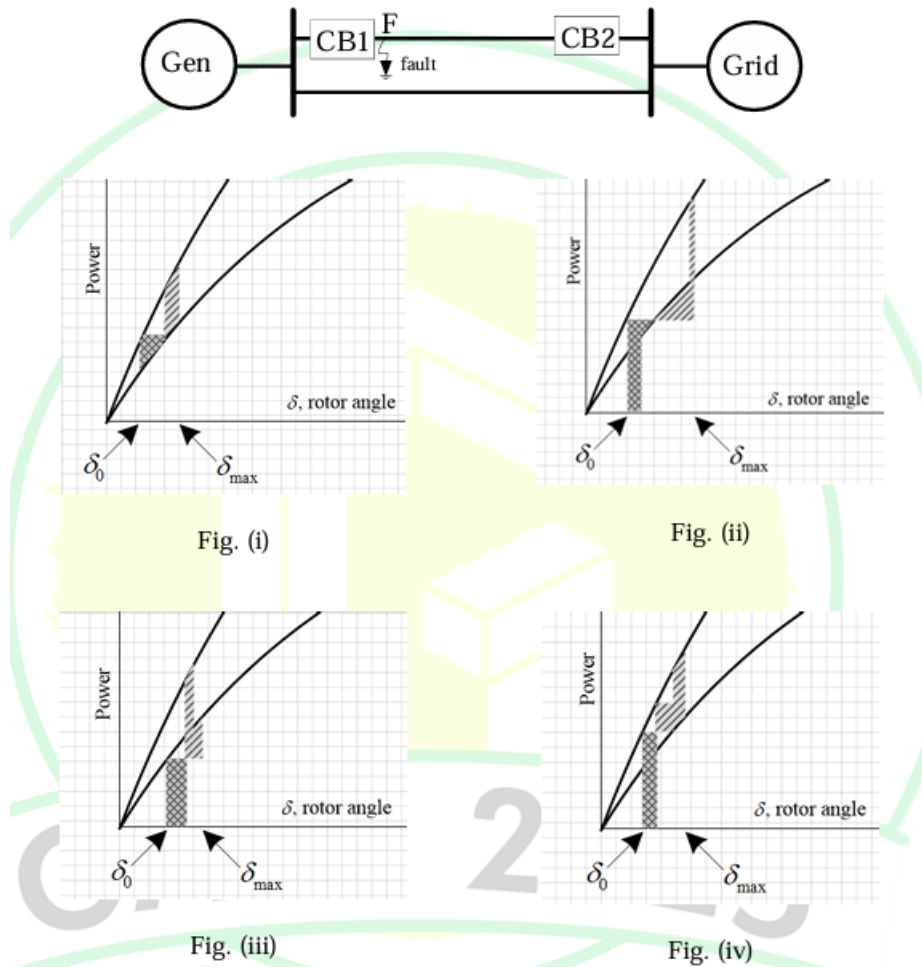 F
CB1
CB2
Gen
fault
Grid
Power
δ, rotor angle
δ₀
δmax
Fig. (i)
Power
δ, rotor angle
δ₀
δmax
Fig. (ii)
Power
δ, rotor angle
δ₀
δmax
Fig. (iii)
Power
δ, rotor angle
δ₀
δmax
Fig. (iv)